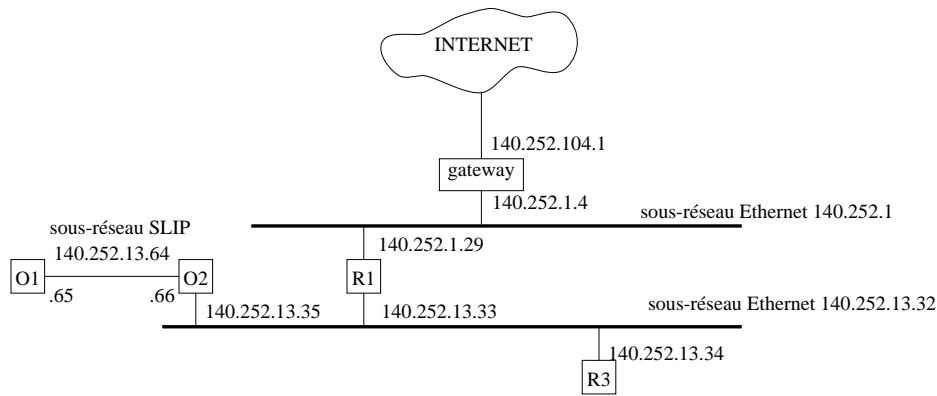 INTERNET
140.252.104.1
gateway
140.252.1.4
sous-réseau Ethernet 140.252.1
sous-réseau SLIP
140.252.13.64
140.252.1.29
O1
O2
R1
.65
.66
140.252.13.35
140.252.13.33
sous-réseau Ethernet 140.252.13.32
140.252.13.34
R3